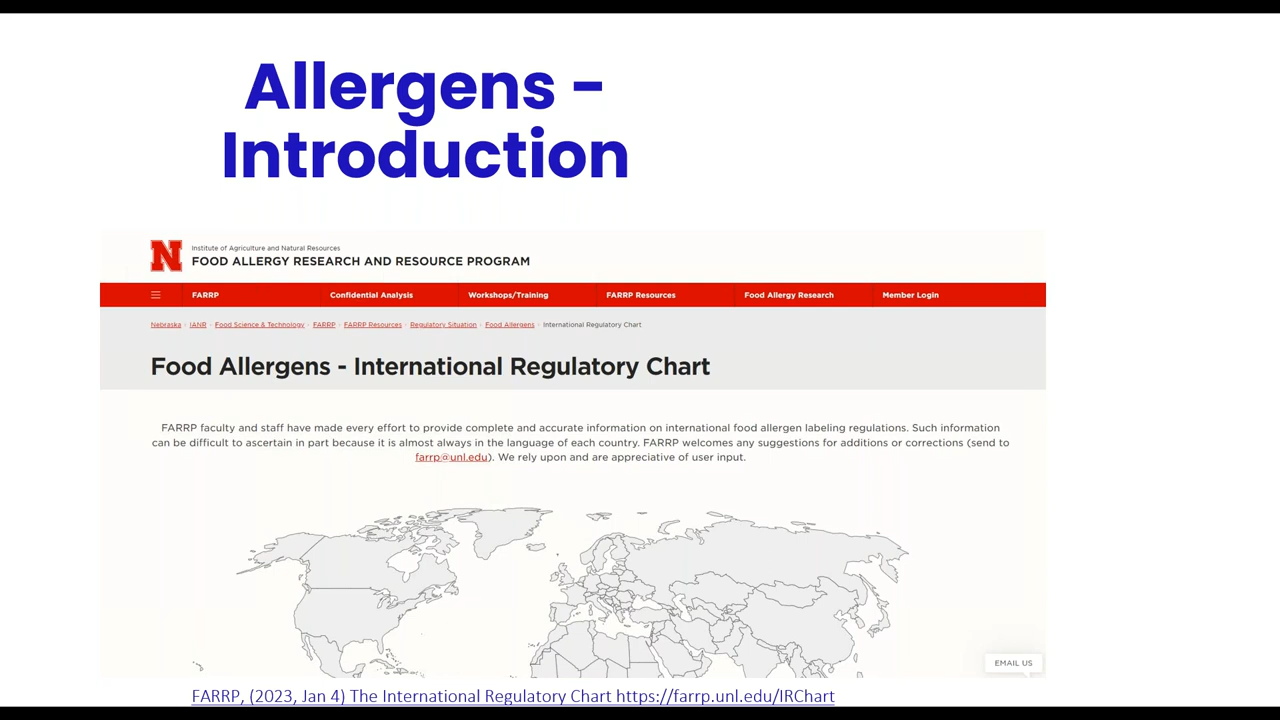 Allergens -
Introduction
N
Institute of Agriculture and Natural Resources
FOOD ALLERGY RESEARCH AND RESOURCE PROGRAM
FARRP Confidential Analysis Workshops/Training FARRP Resources Food Allergy Research Member Login
Nebraska › IANR › Food Science & Technology › FARRP › FARRP Resources › Regulatory Situation › Food Allergens › International Regulatory Chart
Food Allergens - International Regulatory Chart
FARRP faculty and staff have made every effort to provide complete and accurate information on international food allergen labeling regulations. Such information
can be difficult to ascertain in part because it is almost always in the language of each country. FARRP welcomes any suggestions for additions or corrections (send to
farrp@unl.edu). We rely upon and are appreciative of user input.
EMAIL US
FARRP, (2023, Jan 4) The International Regulatory Chart https://farrp.unl.edu/IRChart